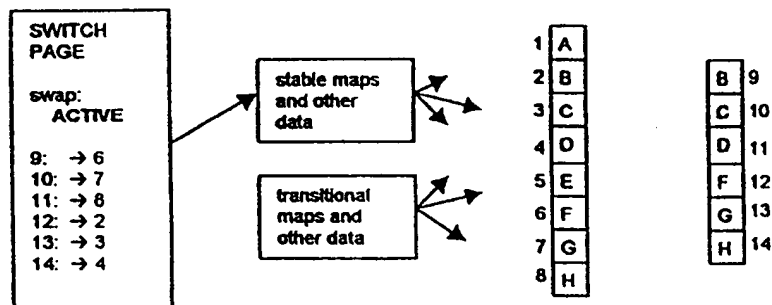 SWITCH
PAGE
swap:
ACTIVE
9: → 6
10: → 7
11: → 8
12: → 2
13: → 3
14: → 4
stable maps
and other
data
transitional
maps and
other data
1 A
2 B
3 C
4 D
5 E
6 F
7 G
8 H
B 9
C 10
D 11
F 12
G 13
H 14